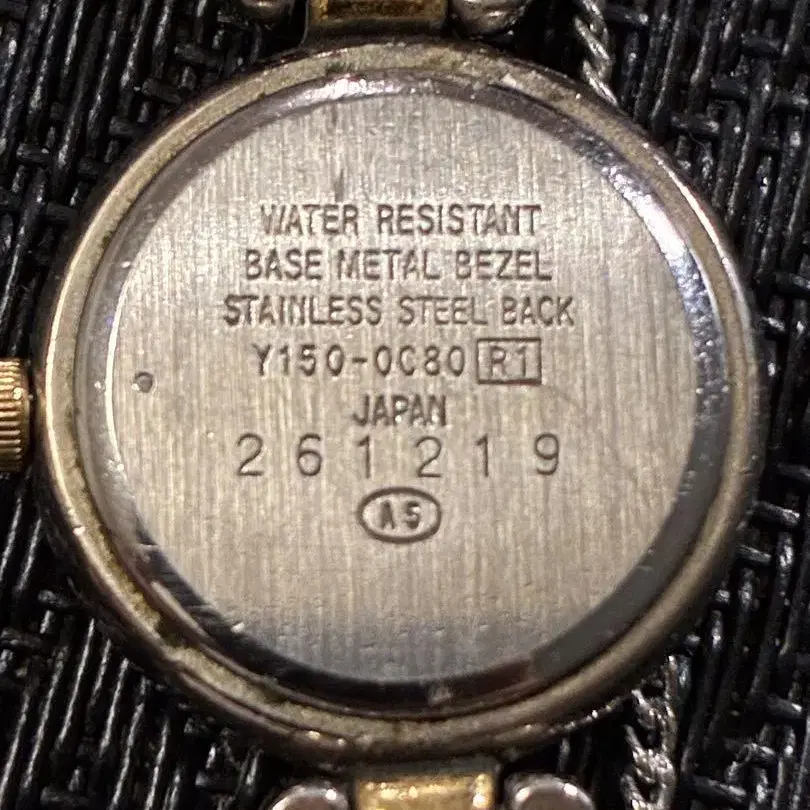 WATER RESISTANT
BASE METAL BEZEL
STAINLESS STEEL BACK
Y150-0C80 R1
JAPAN
261219
A5